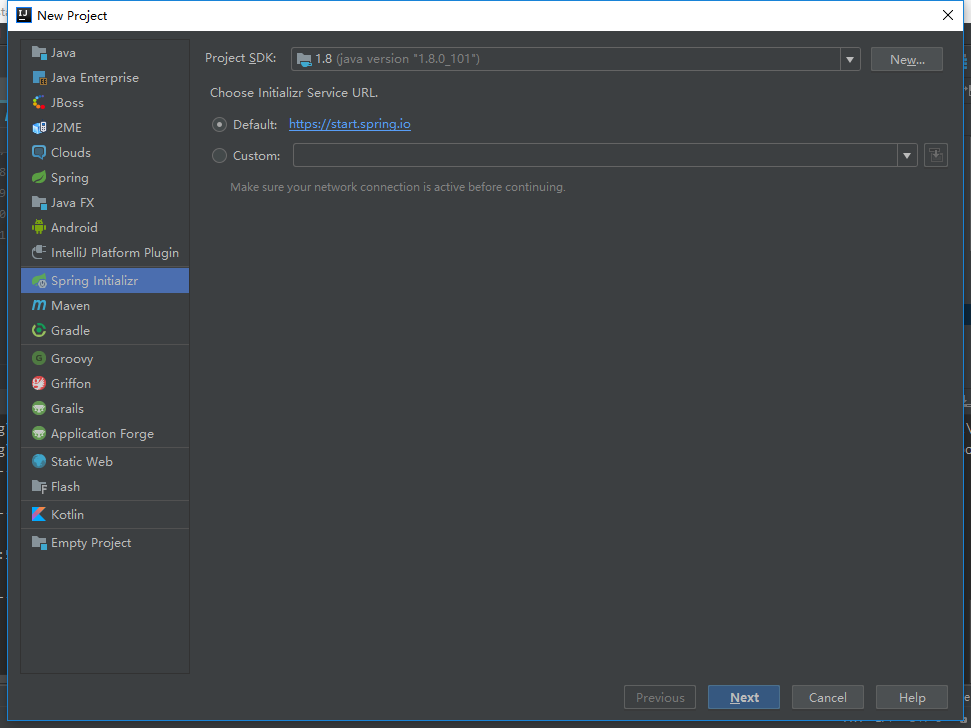 New Project
Java
Java Enterprise
JBoss
J2ME
Clouds
Spring
Java FX
Android
IntelliJ Platform Plugin
Spring Initializr
Maven
Gradle
Groovy
Griffon
Grails
Application Forge
Static Web
Flash
Kotlin
Empty Project
Project SDK: 1.8 (java version "1.8.0_101") New...
Choose Initializr Service URL.
Default: https://start.spring.io
Custom:
Make sure your network connection is active before continuing.
Previous Next Cancel Help